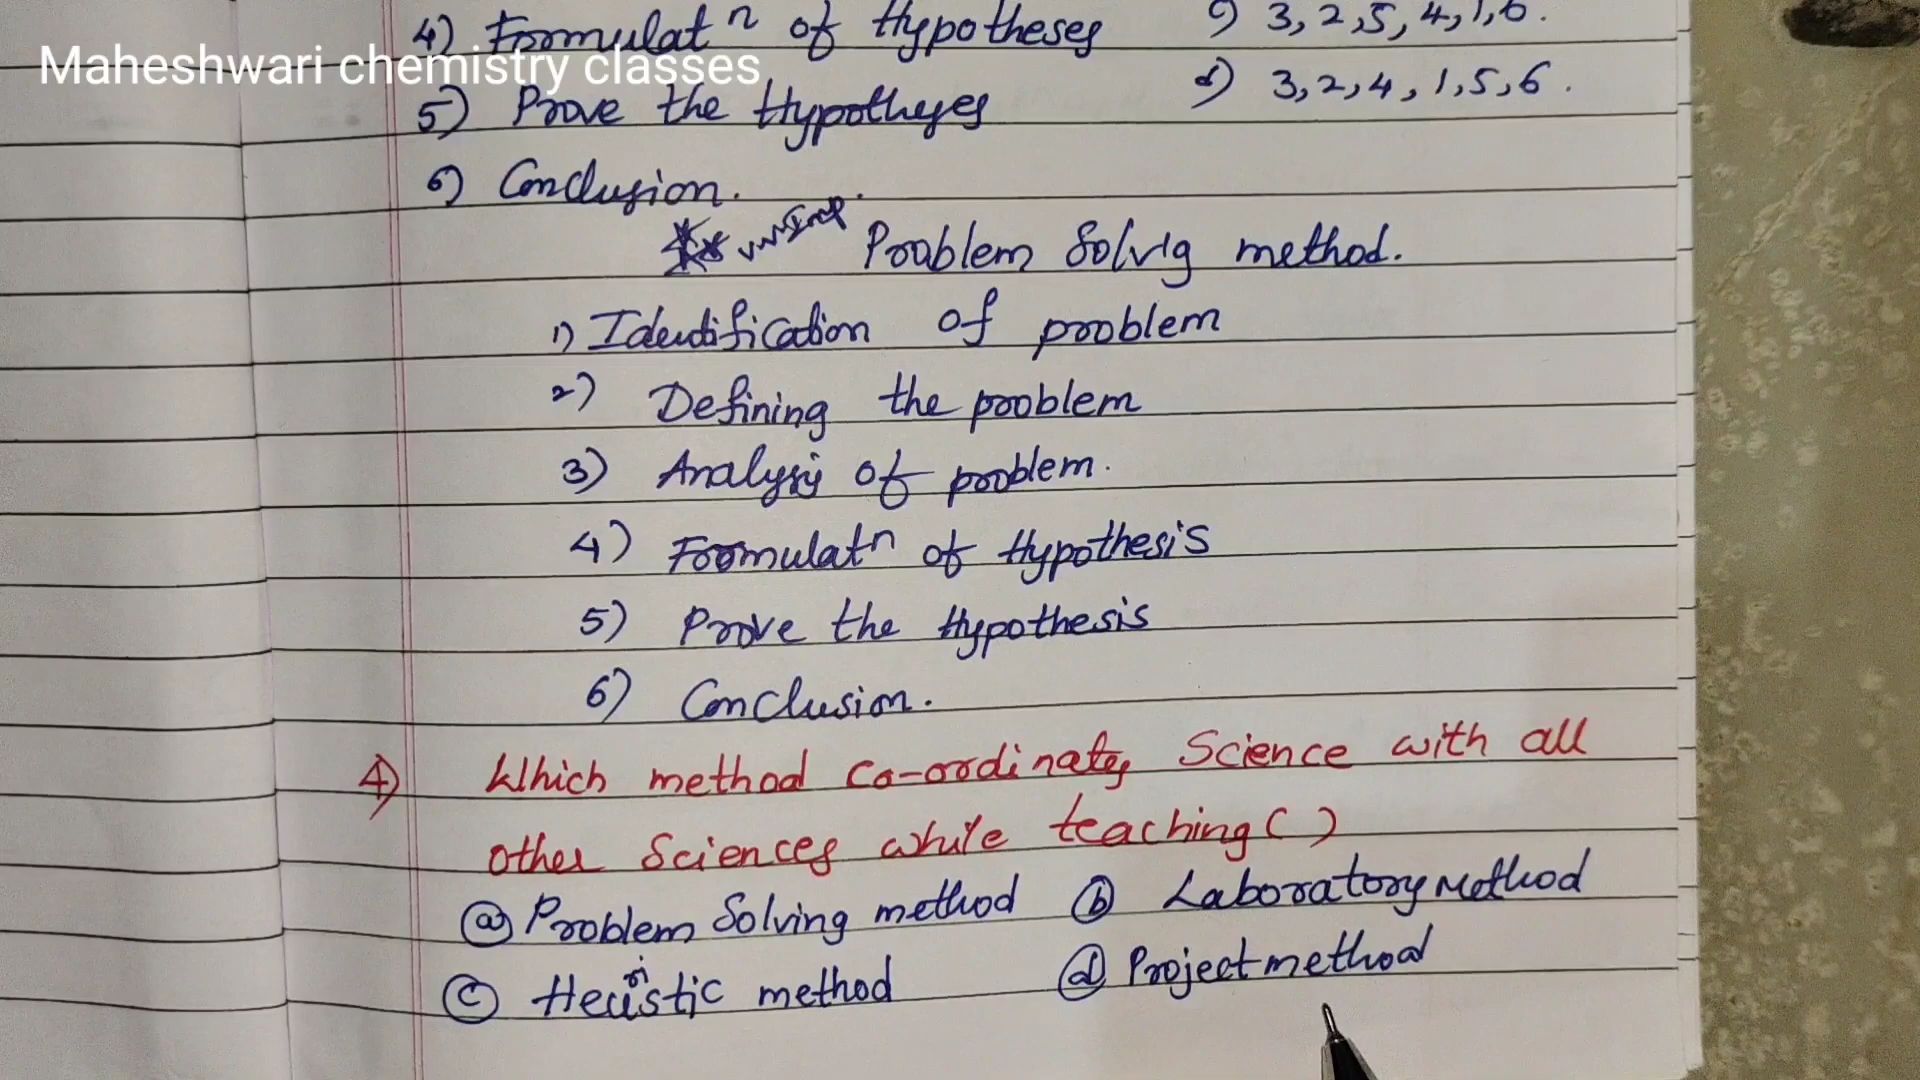 4) Formulatn of Hypotheses
c) 3, 2, 5, 4, 1, 6.
Maheshwari chemistry classes
5) Prove the Hypotheses
d) 3, 2, 4, 1, 5, 6.
6) Conclusion.
Problem Solvig method.
1) Identification of problem
2) Defining the problem
3) Analysis of problem.
4) Formulatn of Hypothesis
5) Prove the Hypothesis
6) Conclusion.
4) Which method co-ordinates Science with all
other Sciences while teaching ( )
(a) Problem Solving method (b) Laboratory Method
(c) Heuristic method (d) Project method